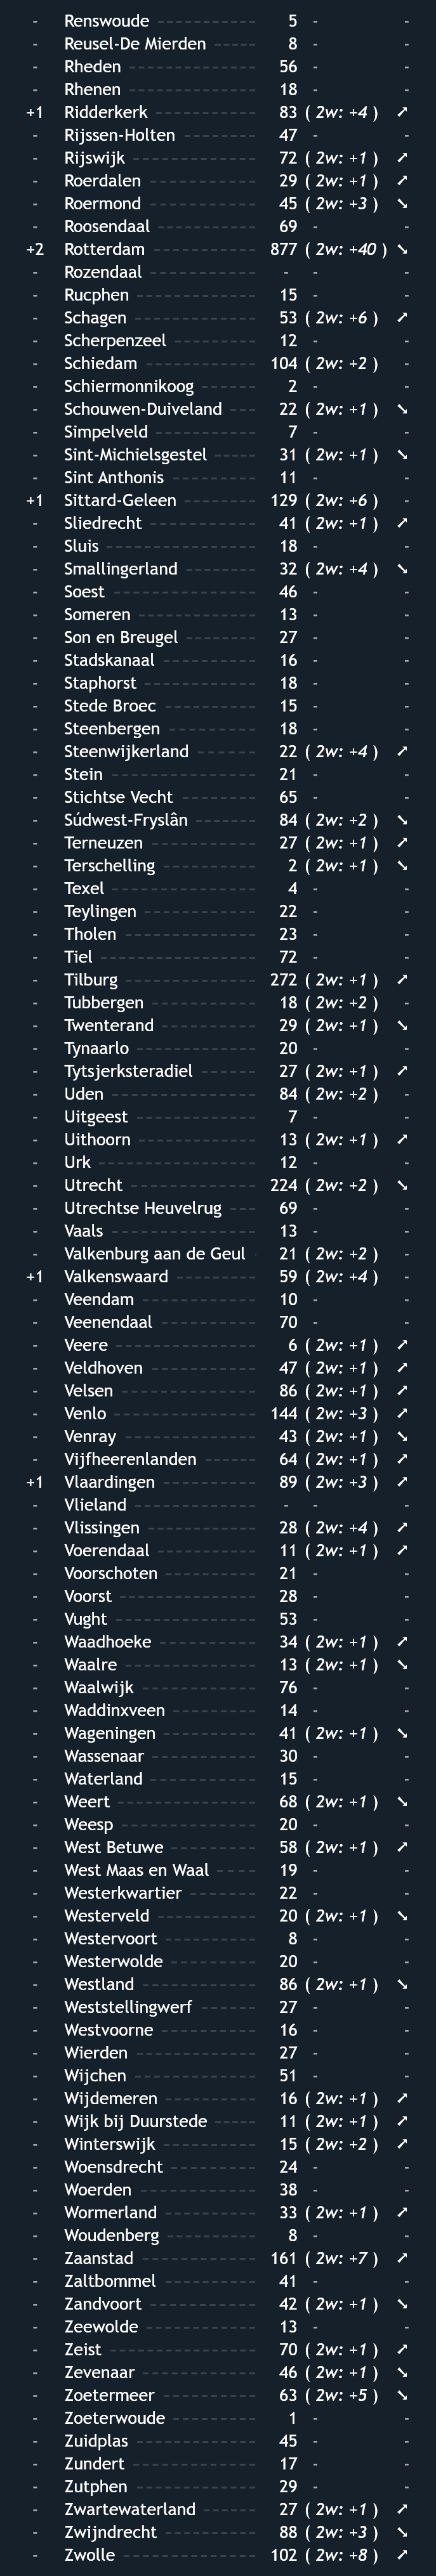 - Renswoude 5 - -
- Reusel-De Mierden 8 - -
- Rheden 56 - -
- Rhenen 18 - -
+1 Ridderkerk 83 ( 2w: +4 ) ➚
- Rijssen-Holten 47 - -
- Rijswijk 72 ( 2w: +1 ) ➚
- Roerdalen 29 ( 2w: +1 ) ➚
- Roermond 45 ( 2w: +3 ) ➘
- Roosendaal 69 - -
+2 Rotterdam 877 ( 2w: +40 ) ➘
- Rozendaal - - -
- Rucphen 15 - -
- Schagen 53 ( 2w: +6 ) ➚
- Scherpenzeel 12 - -
- Schiedam 104 ( 2w: +2 ) -
- Schiermonnikoog 2 - -
- Schouwen-Duiveland 22 ( 2w: +1 ) ➘
- Simpelveld 7 - -
- Sint-Michielsgestel 31 ( 2w: +1 ) ➘
- Sint Anthonis 11 - -
+1 Sittard-Geleen 129 ( 2w: +6 ) -
- Sliedrecht 41 ( 2w: +1 ) ➚
- Sluis 18 - -
- Smallingerland 32 ( 2w: +4 ) ➘
- Soest 46 - -
- Someren 13 - -
- Son en Breugel 27 - -
- Stadskanaal 16 - -
- Staphorst 18 - -
- Stede Broec 15 - -
- Steenbergen 18 - -
- Steenwijkerland 22 ( 2w: +4 ) ➚
- Stein 21 - -
- Stichtse Vecht 65 - -
- Súdwest-Fryslân 84 ( 2w: +2 ) ➘
- Terneuzen 27 ( 2w: +1 ) ➚
- Terschelling 2 ( 2w: +1 ) ➘
- Texel 4 - -
- Teylingen 22 - -
- Tholen 23 - -
- Tiel 72 - -
- Tilburg 272 ( 2w: +1 ) ➚
- Tubbergen 18 ( 2w: +2 ) -
- Twenterand 29 ( 2w: +1 ) ➘
- Tynaarlo 20 - -
- Tytsjerksteradiel 27 ( 2w: +1 ) ➚
- Uden 84 ( 2w: +2 ) -
- Uitgeest 7 - -
- Uithoorn 13 ( 2w: +1 ) ➚
- Urk 12 - -
- Utrecht 224 ( 2w: +2 ) ➘
- Utrechtse Heuvelrug 69 - -
- Vaals 13 - -
- Valkenburg aan de Geul 21 ( 2w: +2 ) -
+1 Valkenswaard 59 ( 2w: +4 ) -
- Veendam 10 - -
- Veenendaal 70 - -
- Veere 6 ( 2w: +1 ) ➚
- Veldhoven 47 ( 2w: +1 ) ➚
- Velsen 86 ( 2w: +1 ) ➚
- Venlo 144 ( 2w: +3 ) ➚
- Venray 43 ( 2w: +1 ) ➘
- Vijfheerenlanden 64 ( 2w: +1 ) ➚
+1 Vlaardingen 89 ( 2w: +3 ) ➚
- Vlieland - - -
- Vlissingen 28 ( 2w: +4 ) ➚
- Voerendaal 11 ( 2w: +1 ) ➚
- Voorschoten 21 - -
- Voorst 28 - -
- Vught 53 - -
- Waadhoeke 34 ( 2w: +1 ) ➚
- Waalre 13 ( 2w: +1 ) ➘
- Waalwijk 76 - -
- Waddinxveen 14 - -
- Wageningen 41 ( 2w: +1 ) ➘
- Wassenaar 30 - -
- Waterland 15 - -
- Weert 68 ( 2w: +1 ) ➘
- Weesp 20 - -
- West Betuwe 58 ( 2w: +1 ) ➚
- West Maas en Waal 19 - -
- Westerkwartier 22 - -
- Westerveld 20 ( 2w: +1 ) ➘
- Westervoort 8 - -
- Westerwolde 20 - -
- Westland 86 ( 2w: +1 ) ➘
- Weststellingwerf 27 - -
- Westvoorne 16 - -
- Wierden 27 - -
- Wijchen 51 - -
- Wijdemeren 16 ( 2w: +1 ) ➚
- Wijk bij Duurstede 11 ( 2w: +1 ) ➚
- Winterswijk 15 ( 2w: +2 ) ➚
- Woensdrecht 24 - -
- Woerden 38 - -
- Wormerland 33 ( 2w: +1 ) ➚
- Woudenberg 8 - -
- Zaanstad 161 ( 2w: +7 ) ➚
- Zaltbommel 41 - -
- Zandvoort 42 ( 2w: +1 ) ➘
- Zeewolde 13 - -
- Zeist 70 ( 2w: +1 ) ➚
- Zevenaar 46 ( 2w: +1 ) ➘
- Zoetermeer 63 ( 2w: +5 ) ➘
- Zoeterwoude 1 - -
- Zuidplas 45 - -
- Zundert 17 - -
- Zutphen 29 - -
- Zwartewaterland 27 ( 2w: +1 ) ➚
- Zwijndrecht 88 ( 2w: +3 ) ➘
- Zwolle 102 ( 2w: +8 ) ➚